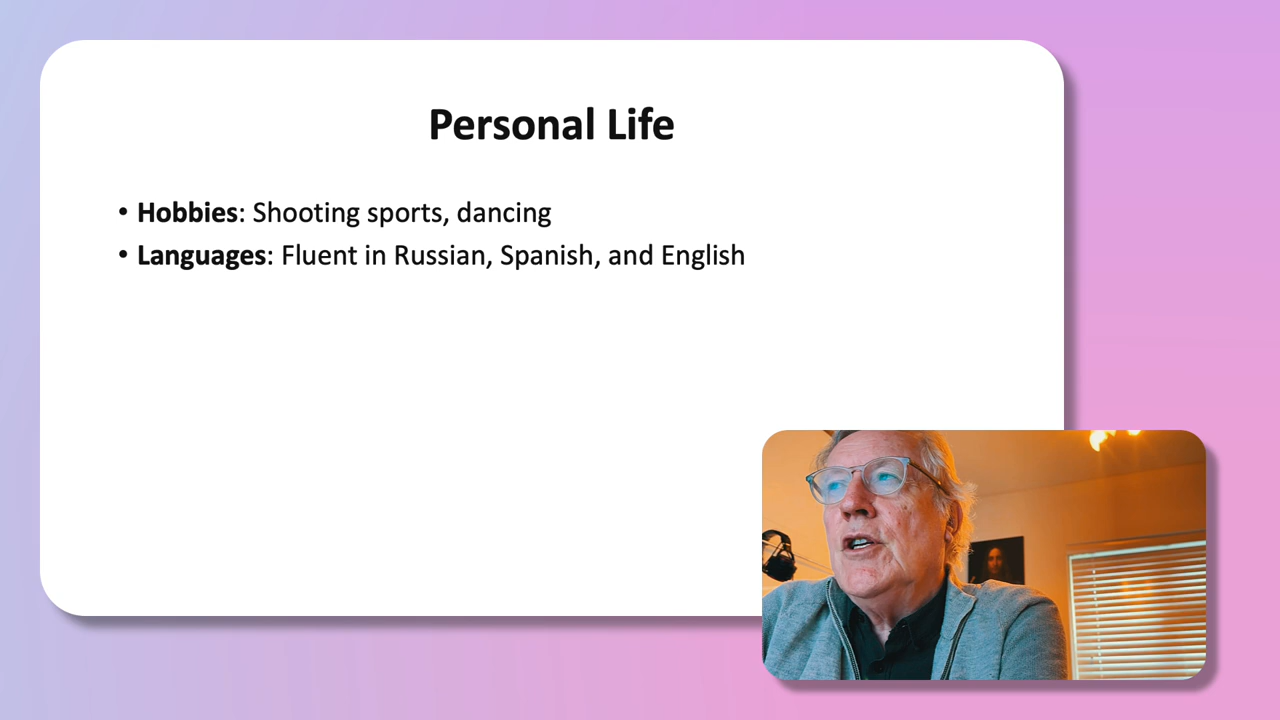 Personal Life
• Hobbies: Shooting sports, dancing
• Languages: Fluent in Russian, Spanish, and English